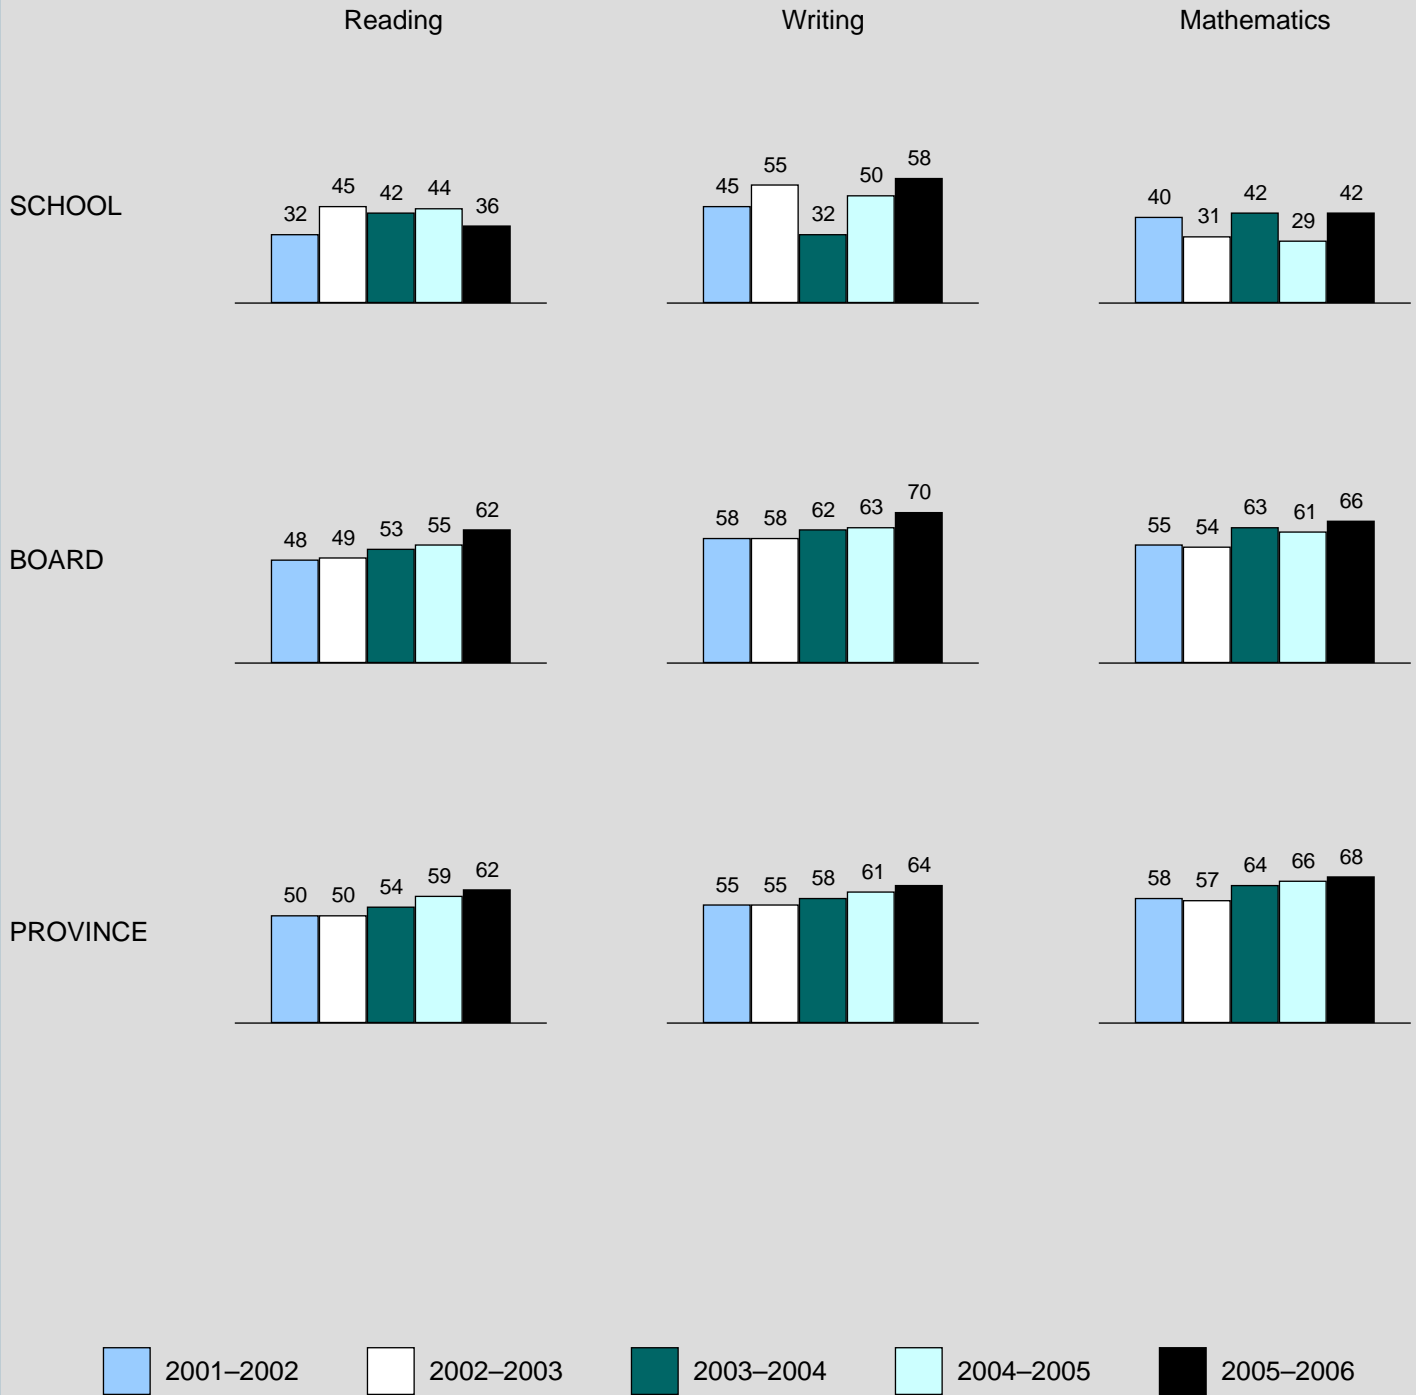 Reading Writing Mathematics
SCHOOL
32 45 42 44 36
45 55 32 50 58
40 31 42 29 42
BOARD
48 49 53 55 62
58 58 62 63 70
55 54 63 61 66
PROVINCE
50 50 54 59 62
55 55 58 61 64
58 57 64 66 68
2001–2002 2002–2003 2003–2004 2004–2005 2005–2006